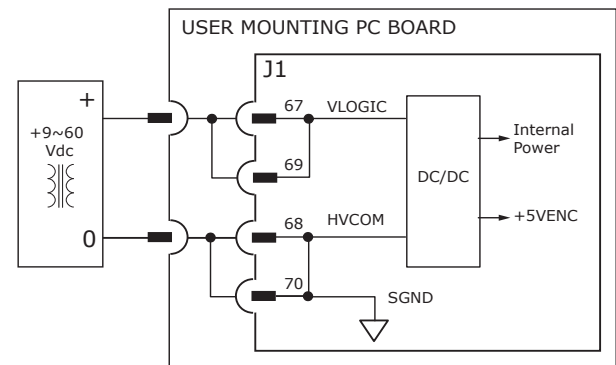 USER MOUNTING PC BOARD
J1
+
+9~60
Vdc
0
67
VLOGIC
69
68
HVCOM
70
SGND
DC/DC
Internal
Power
+5VENC